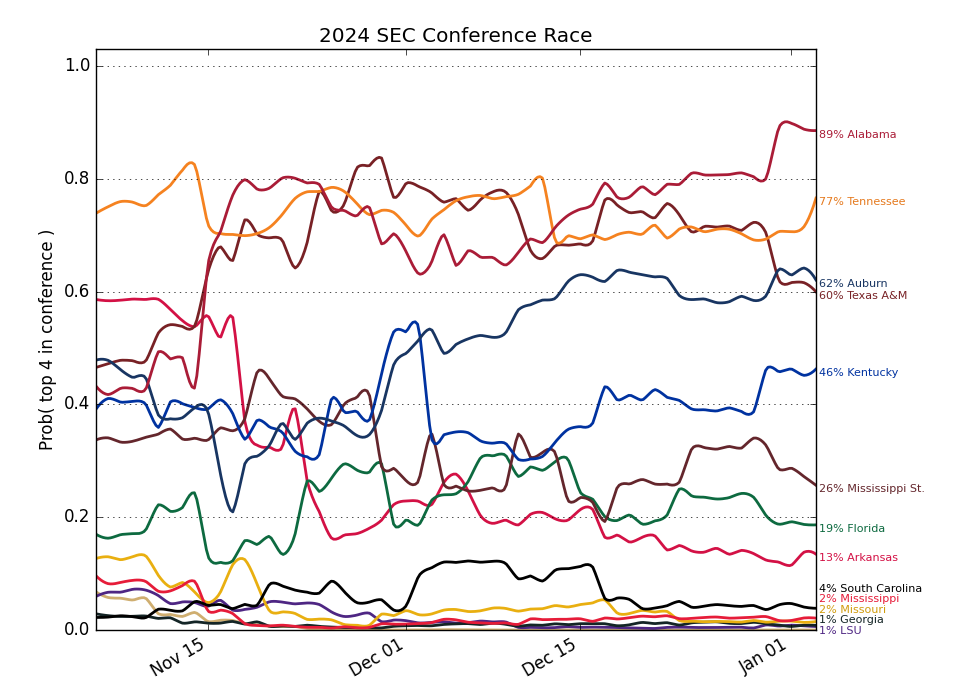 2024 SEC Conference Race
Prob( top 4 in conference )
1.0
0.8
0.6
0.4
0.2
0.0
Nov 15
Dec 01
Dec 15
Jan 01
89% Alabama
77% Tennessee
62% Auburn
60% Texas A&M
46% Kentucky
26% Mississippi St.
19% Florida
13% Arkansas
4% South Carolina
2% Mississippi
2% Missouri
1% Georgia
1% LSU